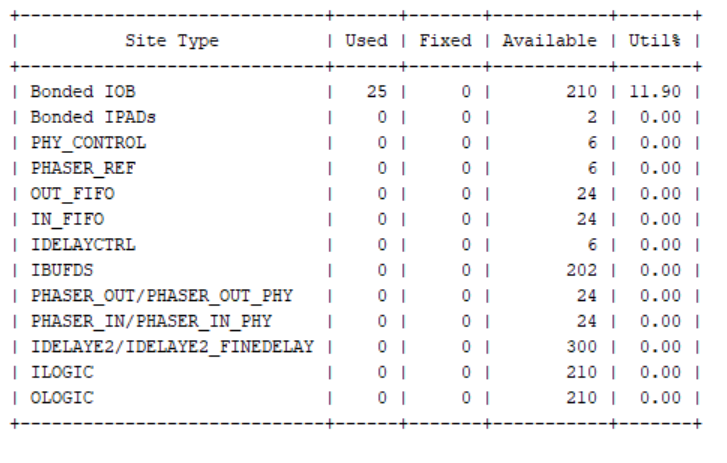 +-----------------------------+------+-------+-----------+-------+
|          Site Type          | Used | Fixed | Available | Util% |
+-----------------------------+------+-------+-----------+-------+
| Bonded IOB                  |   25 |     0 |       210 | 11.90 |
| Bonded IPADs                |    0 |     0 |         2 |  0.00 |
| PHY_CONTROL                 |    0 |     0 |         6 |  0.00 |
| PHASER_REF                  |    0 |     0 |         6 |  0.00 |
| OUT_FIFO                    |    0 |     0 |        24 |  0.00 |
| IN_FIFO                     |    0 |     0 |        24 |  0.00 |
| IDELAYCTRL                  |    0 |     0 |         6 |  0.00 |
| IBUFDS                      |    0 |     0 |       202 |  0.00 |
| PHASER_OUT/PHASER_OUT_PHY   |    0 |     0 |        24 |  0.00 |
| PHASER_IN/PHASER_IN_PHY     |    0 |     0 |        24 |  0.00 |
| IDELAYE2/IDELAYE2_FINEDELAY |    0 |     0 |       300 |  0.00 |
| ILOGIC                      |    0 |     0 |       210 |  0.00 |
| OLOGIC                      |    0 |     0 |       210 |  0.00 |
+-----------------------------+------+-------+-----------+-------+